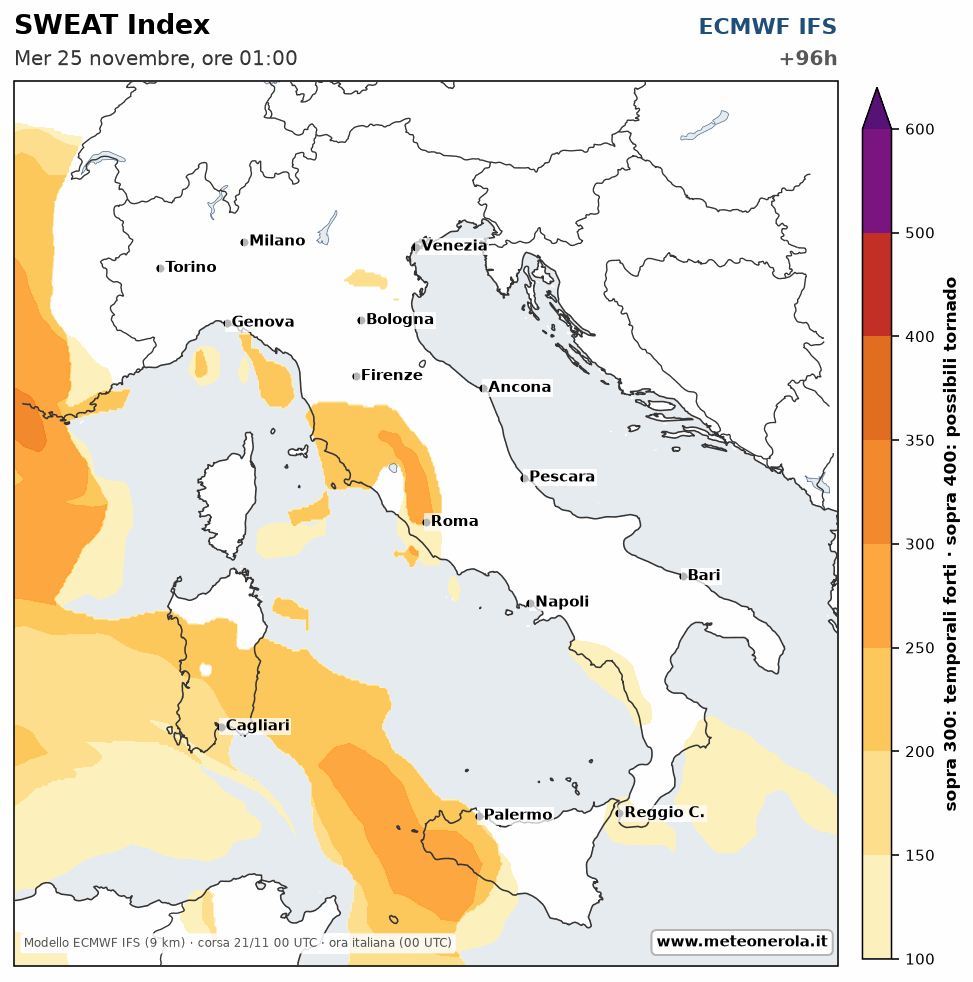 SWEAT Index
ECMWF IFS
Mer 25 novembre, ore 01:00
+96h
Milano
Venezia
Torino
Genova
Bologna
Firenze
Ancona
Pescara
Roma
Bari
Napoli
Cagliari
Palermo
Reggio C.
600
500
400
350
300
250
200
150
100
sopra 300: temporali forti · sopra 400: possibili tornado
Modello ECMWF IFS (9 km) · corsa 21/11 00 UTC · ora italiana (00 UTC)
www.meteonerola.it